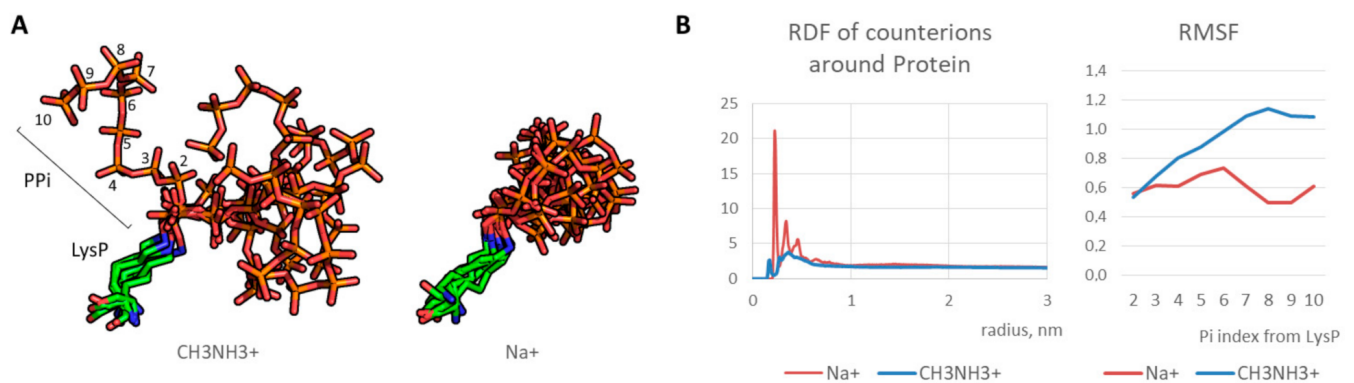 A
8
9
7
10
6
5
3
2
4
PPi
LysP
CH3NH3+
Na+
B
RDF of counterions
around Protein
25
20
15
10
5
0
0
1
2
3
radius, nm
Na+
CH3NH3+
RMSF
1.4
1.2
1.0
0.8
0.6
0.4
0.2
0.0
2 3 4 5 6 7 8 9 10
Pi index from LysP
Na+
CH3NH3+